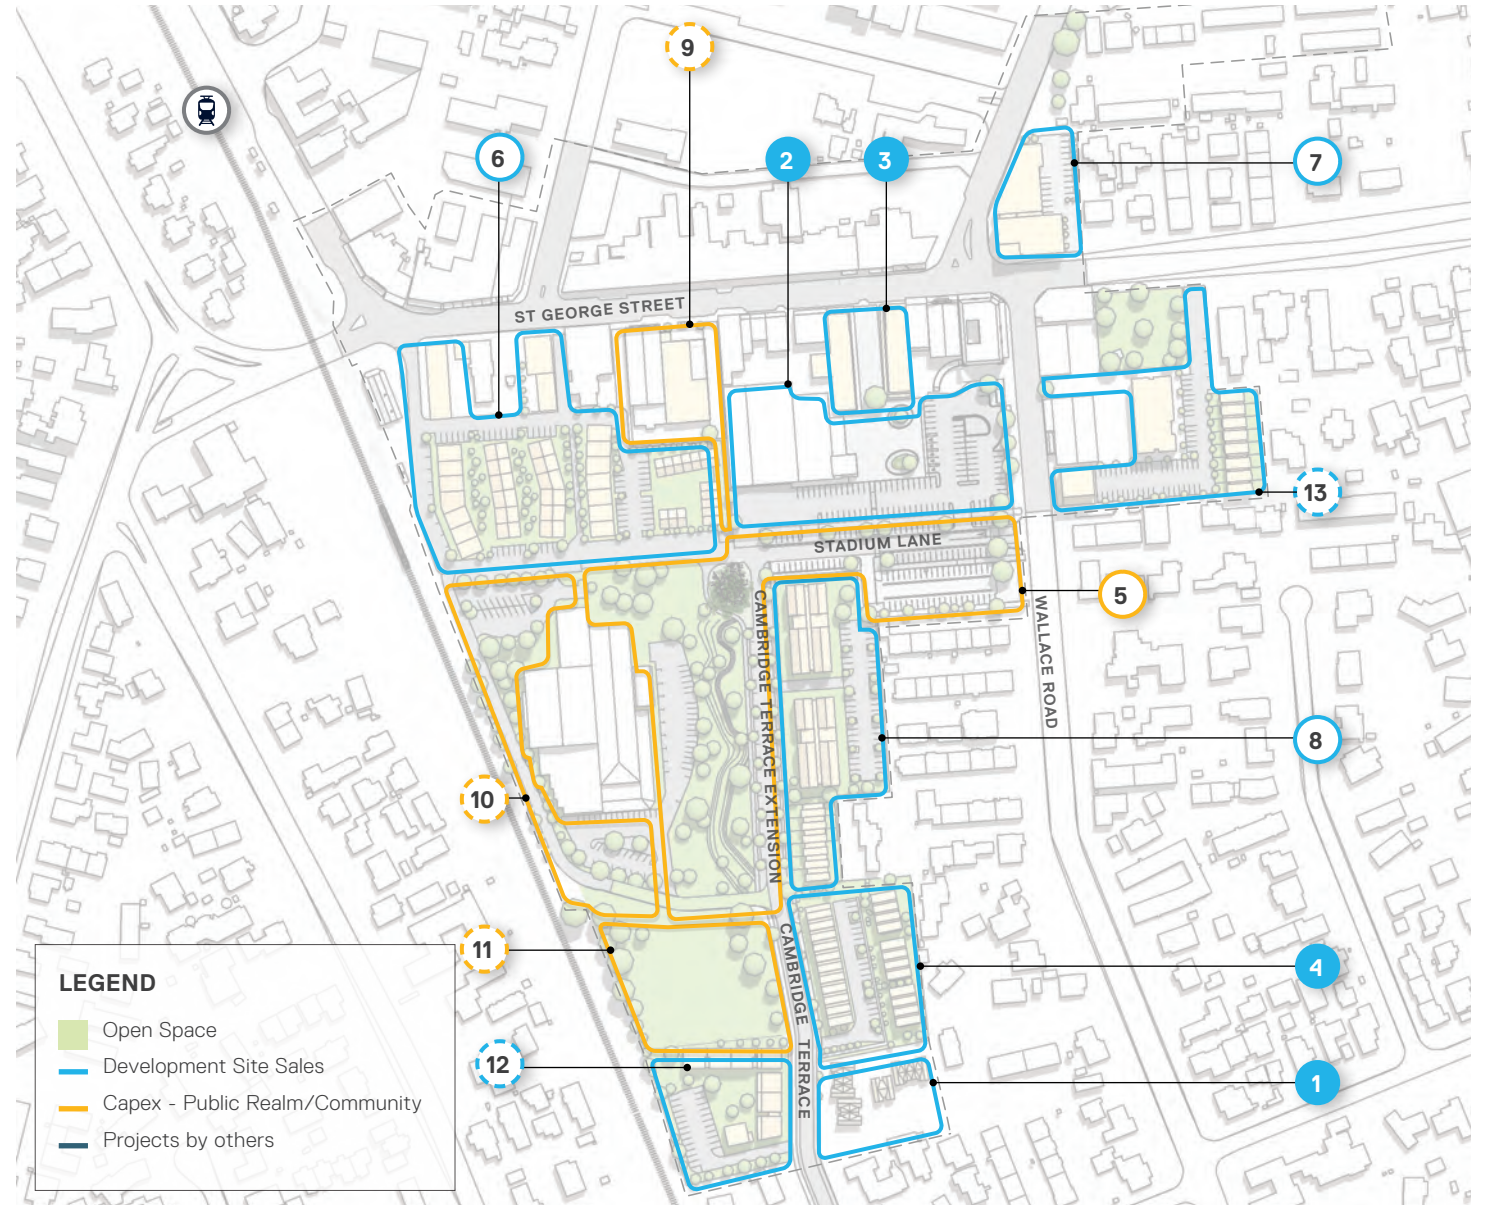 9
6
2
3
7
ST GEORGE STREET
13
STADIUM LANE
5
CAMBRIDGE TERRACE EXTENSION
WALLACE ROAD
8
10
11
CAMBRIDGE TERRACE
4
12
1
LEGEND
Open Space
Development Site Sales
Capex - Public Realm/Community
Projects by others